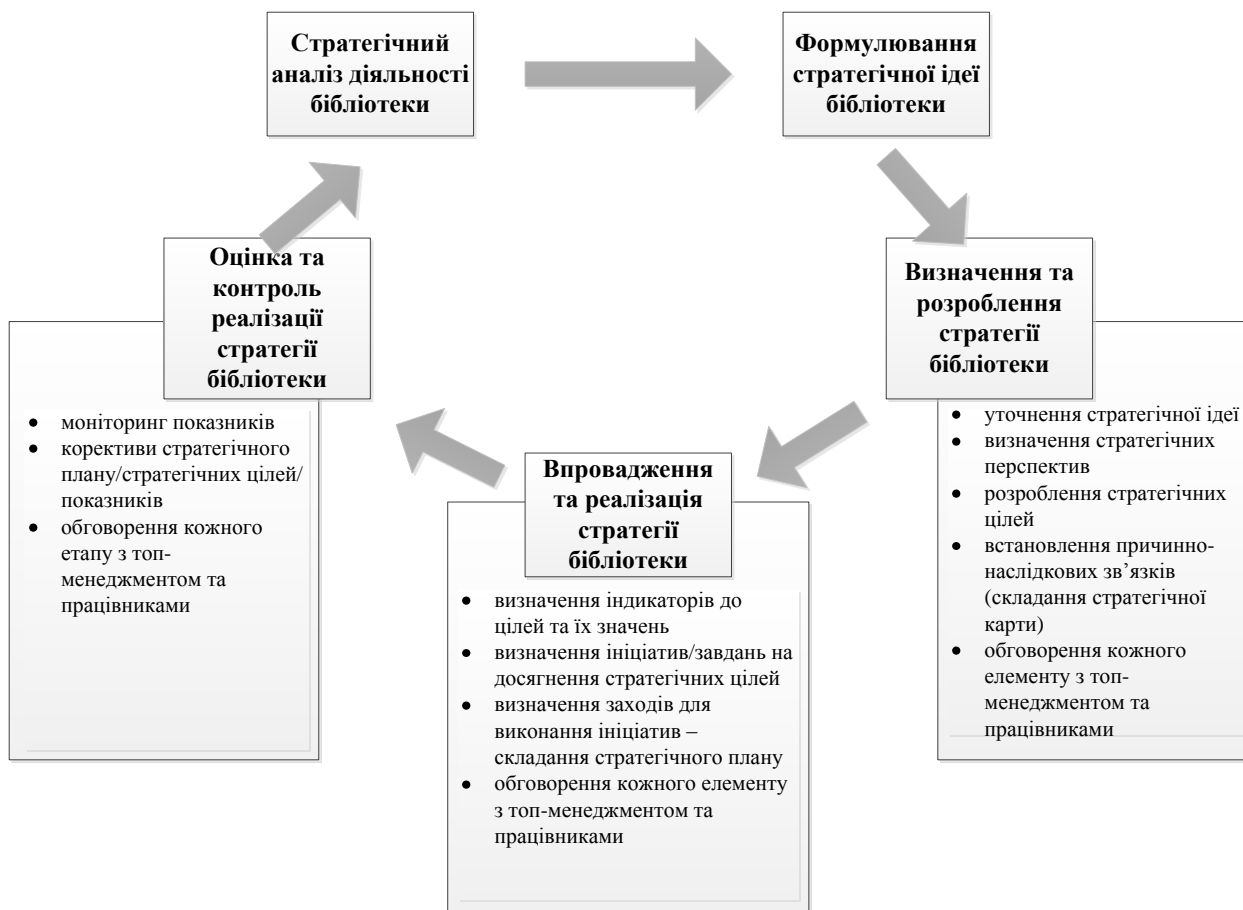 Стратегічний
аналіз діяльності
бібліотеки
Формулювання
стратегічної ідеї
бібліотеки
Визначення та
розроблення
стратегії
бібліотеки
• уточнення стратегічної ідеї
• визначення стратегічних
перспектив
• розроблення стратегічних
цілей
• встановлення причинно-
наслідкових зв’язків
(складання стратегічної
карти)
• обговорення кожного
елементу з топ-
менеджментом та
працівниками
Впровадження
та реалізація
стратегії
бібліотеки
• визначення індикаторів до
цілей та їх значень
• визначення ініціатив/завдань на
досягнення стратегічних цілей
• визначення заходів для
виконання ініціатив –
складання стратегічного плану
• обговорення кожного елементу
з топ-менеджментом та
працівниками
Оцінка та
контроль
реалізації
стратегії
бібліотеки
• моніторинг показників
• корективи стратегічного
плану/стратегічних цілей/
показників
• обговорення кожного
етапу з топ-
менеджментом та
працівниками